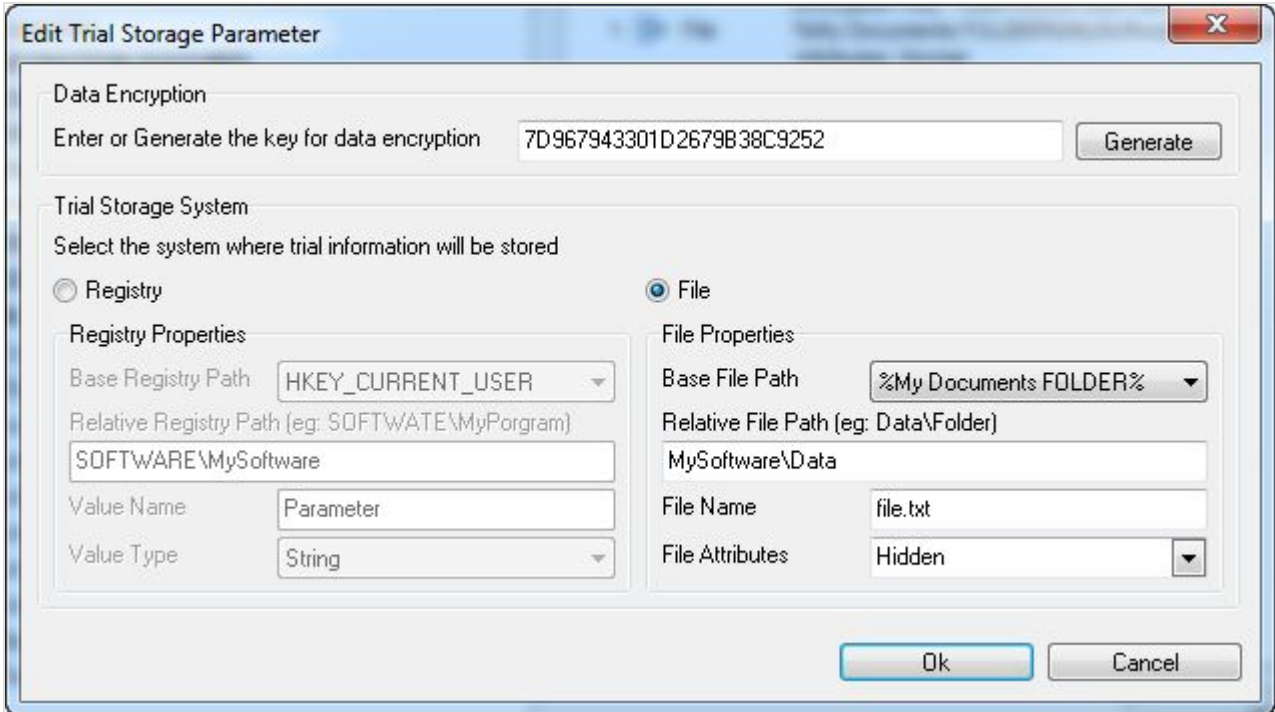 Edit Trial Storage Parameter
Data Encryption
Enter or Generate the key for data encryption 7D967943301D2679B38C9252 Generate
Trial Storage System
Select the system where trial information will be stored
Registry File
Registry Properties File Properties
Base Registry Path HKEY_CURRENT_USER Base File Path %My Documents FOLDER%
Relative Registry Path (eg: SOFTWATE\MyPorgram) Relative File Path (eg: Data\Folder)
SOFTWARE\MySoftware MySoftware\Data
Value Name Parameter File Name file.txt
Value Type String File Attributes Hidden
Ok Cancel